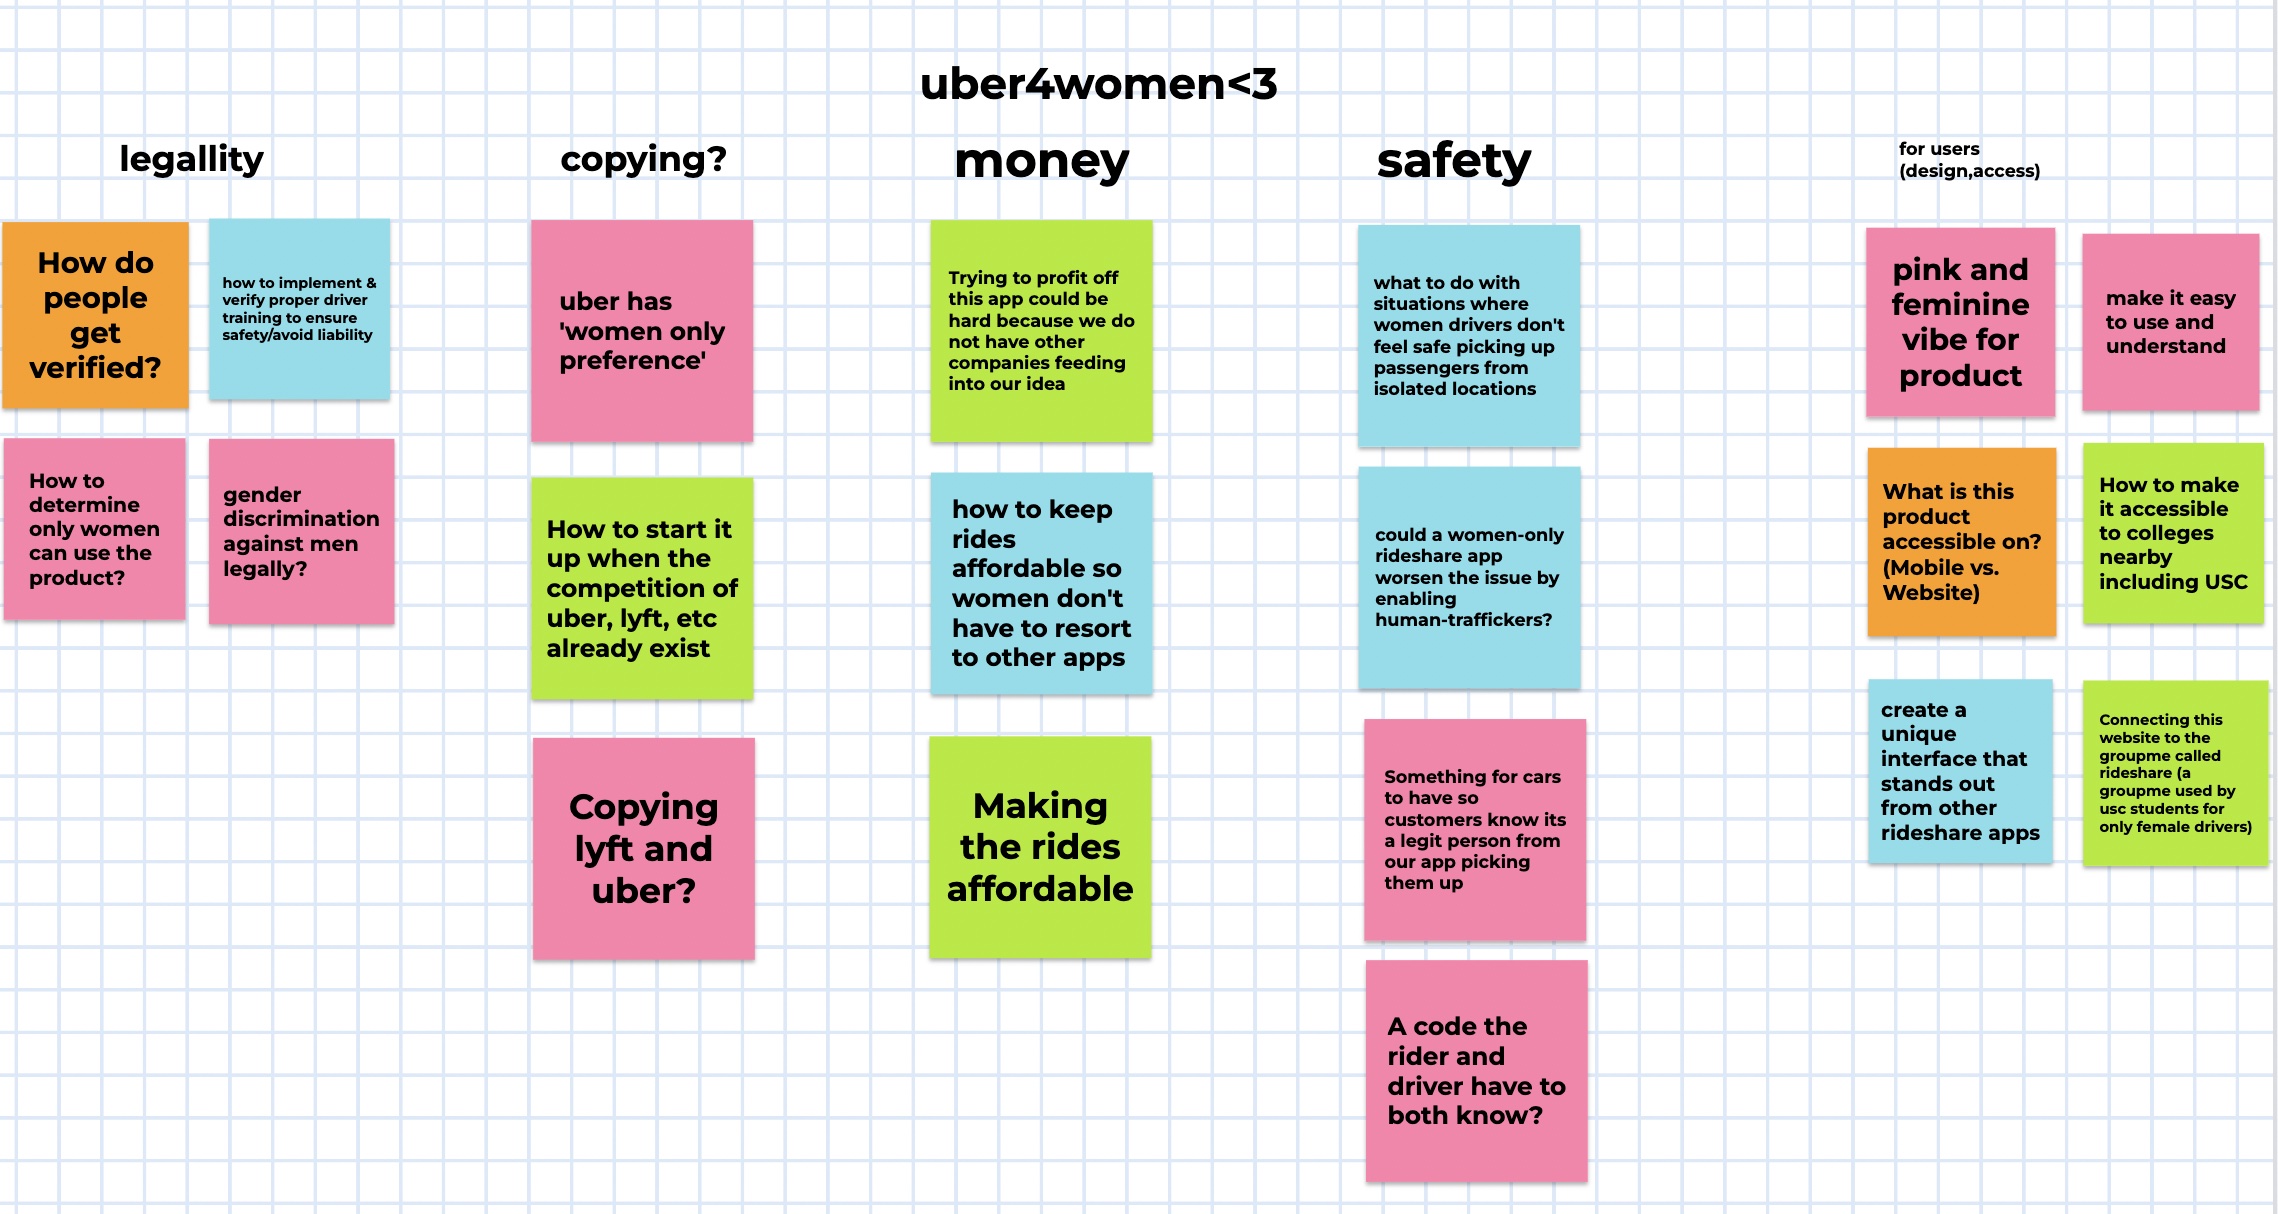 uber4women<3
legallity
copying?
money
safety
for users
(design,access)
How do
people
get
verified?
how to implement &
verify proper driver
training to ensure
safety/avoid liability
How to
determine
only women
can use the
product?
gender
discrimination
against men
legally?
uber has
'women only
preference'
How to start it
up when the
competition of
uber, lyft, etc
already exist
Copying
lyft and
uber?
Trying to profit off
this app could be
hard because we do
not have other
companies feeding
into our idea
how to keep
rides
affordable so
women don't
have to resort
to other apps
Making
the rides
affordable
what to do with
situations where
women drivers don't
feel safe picking up
passengers from
isolated locations
could a women-only
rideshare app
worsen the issue by
enabling
human-traffickers?
Something for cars
to have so
customers know its
a legit person from
our app picking
them up
A code the
rider and
driver have to
both know?
pink and
feminine
vibe for
product
make it easy
to use and
understand
What is this
product
accessible on?
(Mobile vs.
Website)
How to make
it accessible
to colleges
nearby
including USC
create a
unique
interface that
stands out
from other
rideshare apps
Connecting this
website to the
groupme called
rideshare (a
groupme used by
usc students for
only female drivers)